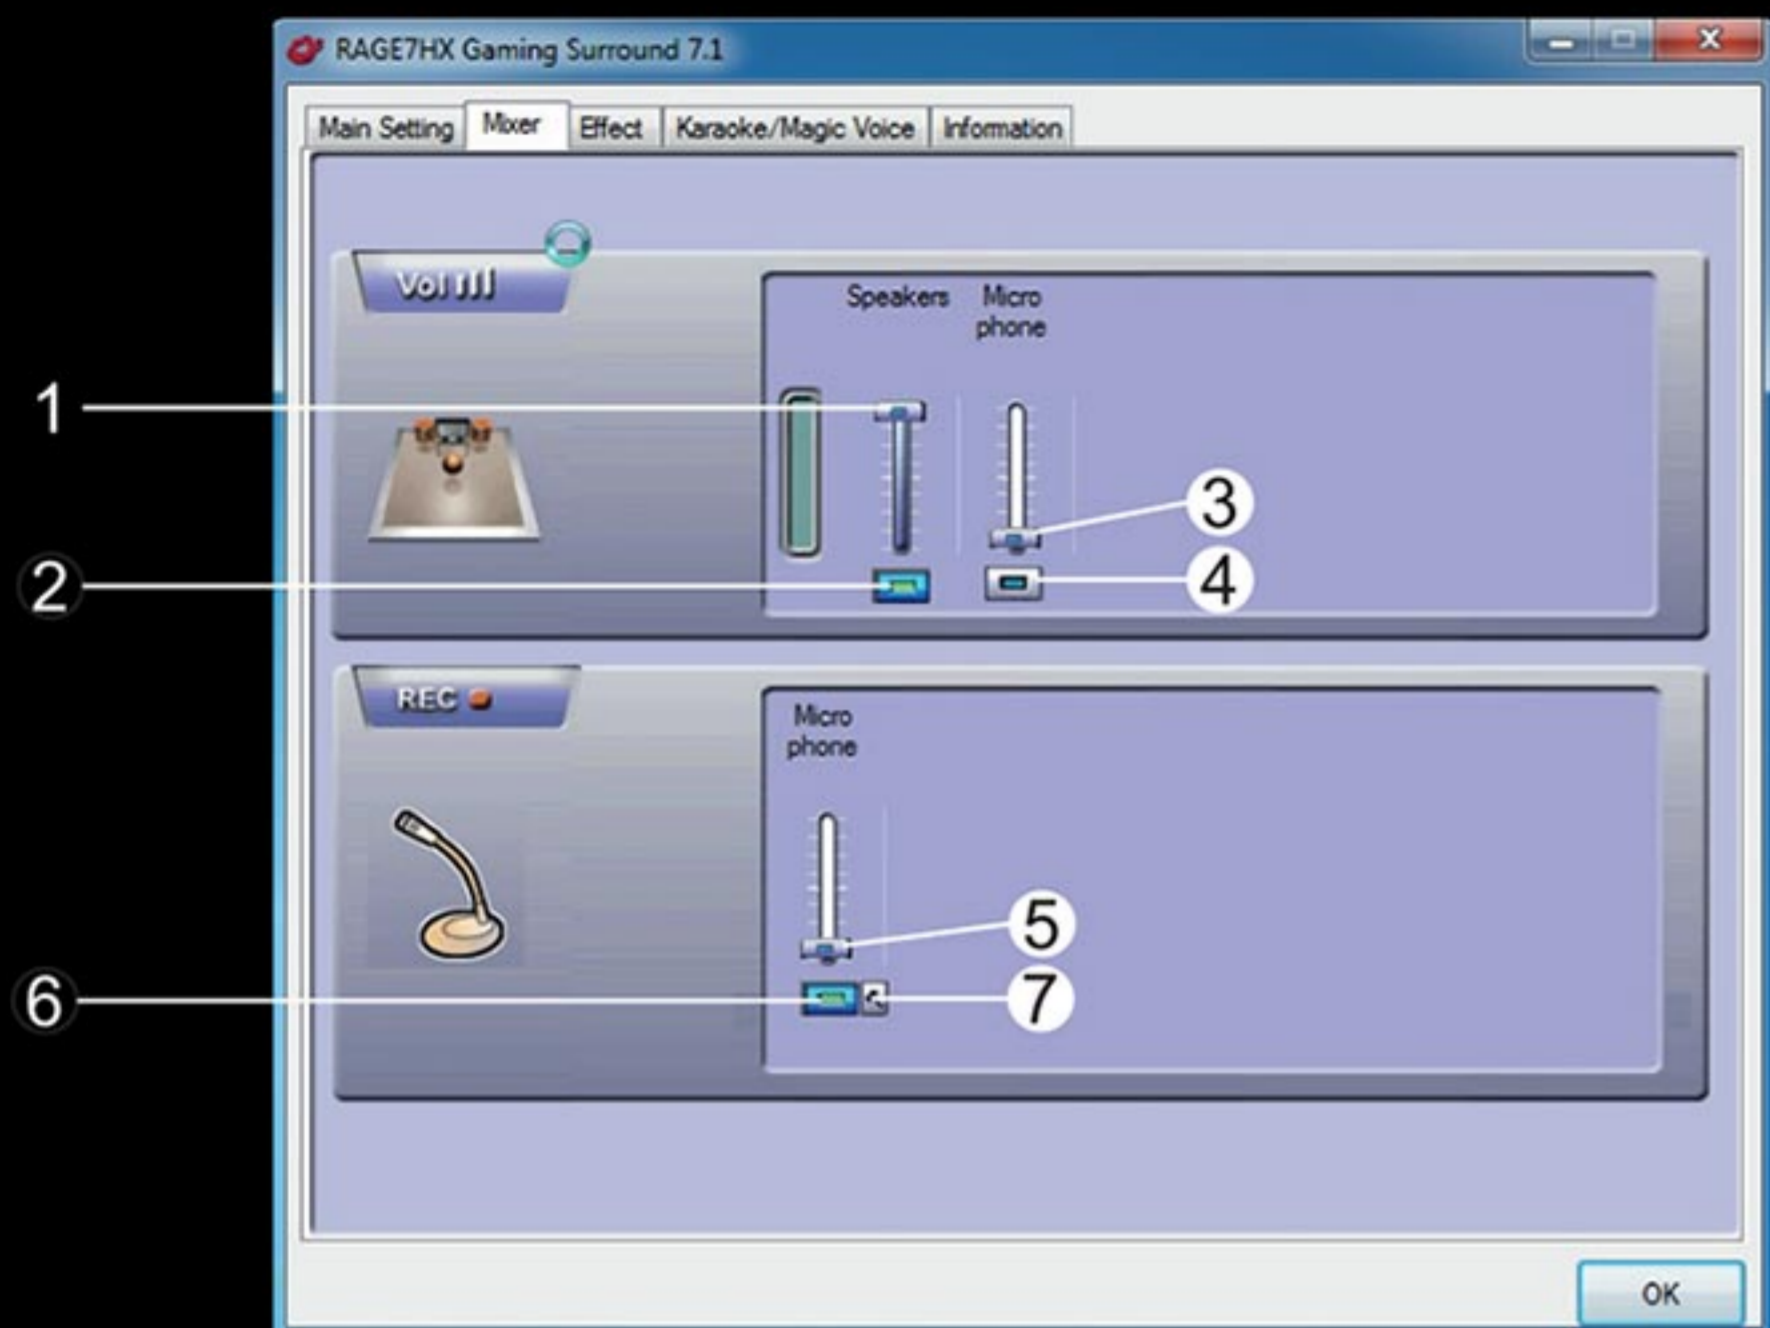 RAGE7HX Gaming Surround 7.1
Main Setting Mixer Effect Karaoke/Magic Voice Information
Vol
Speakers
Micro
phone
1
2
3
4
REC
Micro
phone
5
6
7
OK